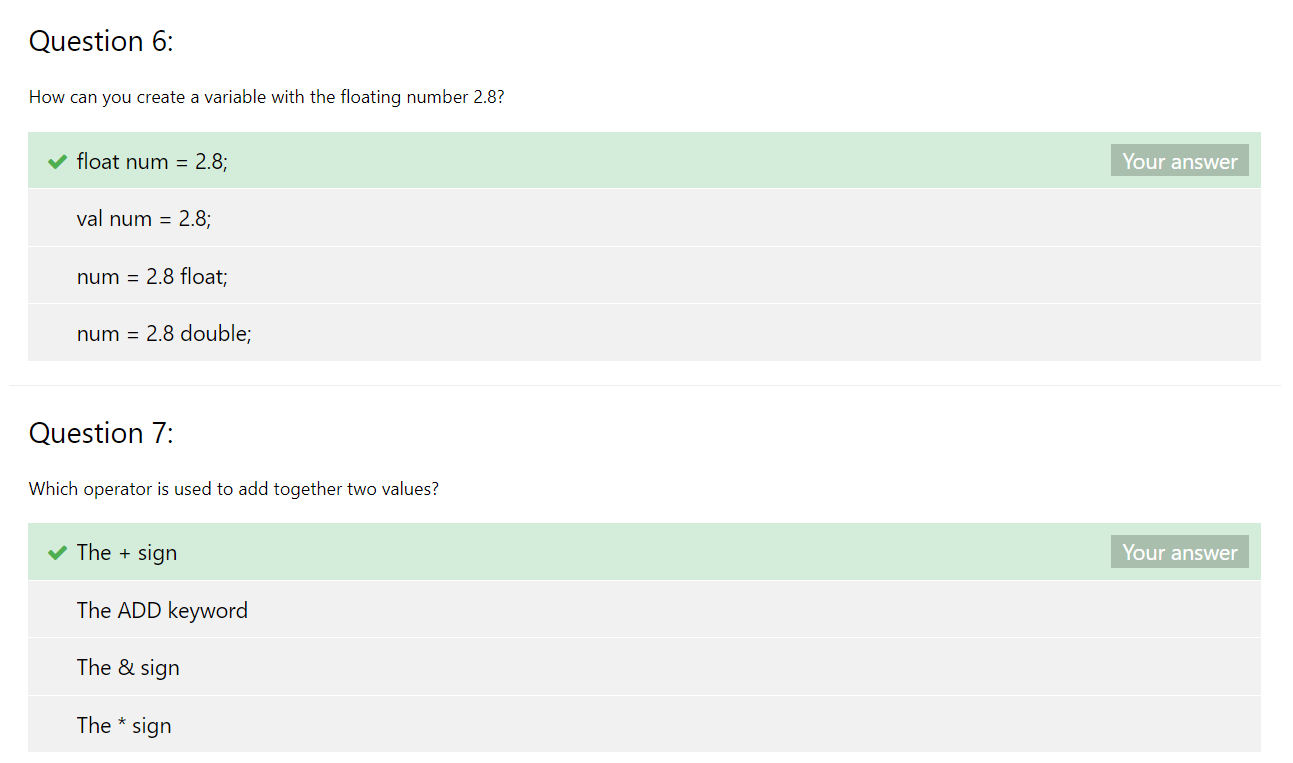 Question 6:
How can you create a variable with the floating number 2.8?
float num = 2.8;
Your answer
val num = 2.8;
num = 2.8 float;
num = 2.8 double;
Question 7:
Which operator is used to add together two values?
The + sign
Your answer
The ADD keyword
The & sign
The * sign